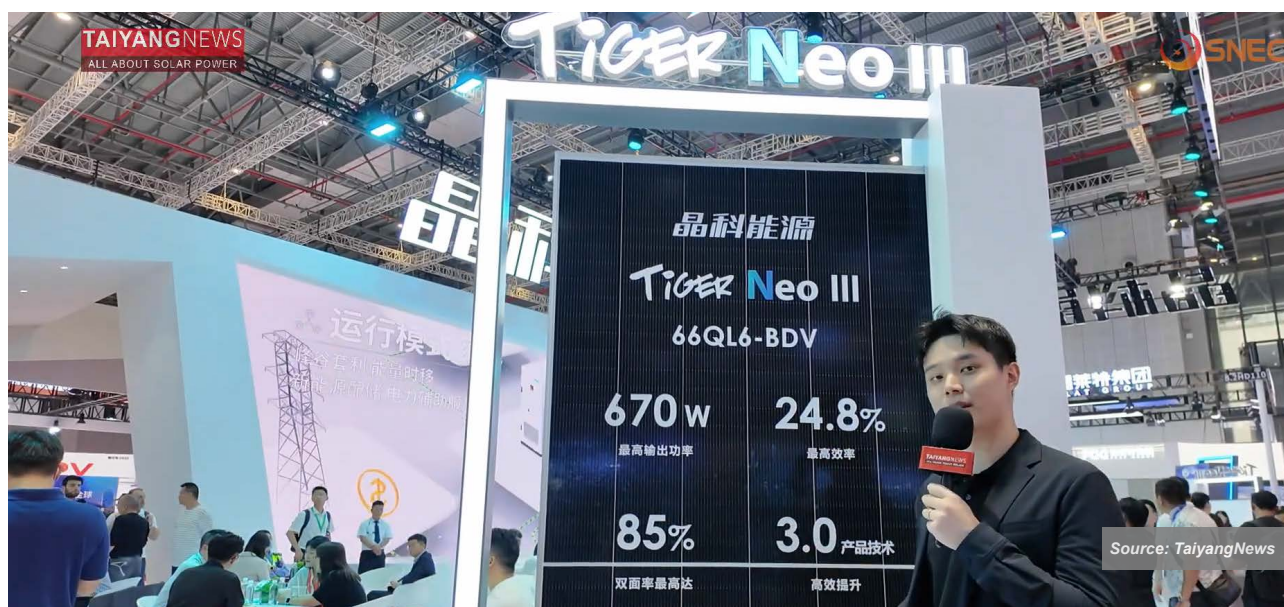 TAIYANGNEWS
ALL ABOUT SOLAR POWER
TIGER Neo III
SNEC
晶科
运行模式
晶科能源
TIGER Neo III
66QL6-BDV
670 W
24.8%
最高输出功率
最高效率
85%
3.0 产品技术
双面率最高达
高效提升
TAIYANGNEWS
Source: TaiyangNews